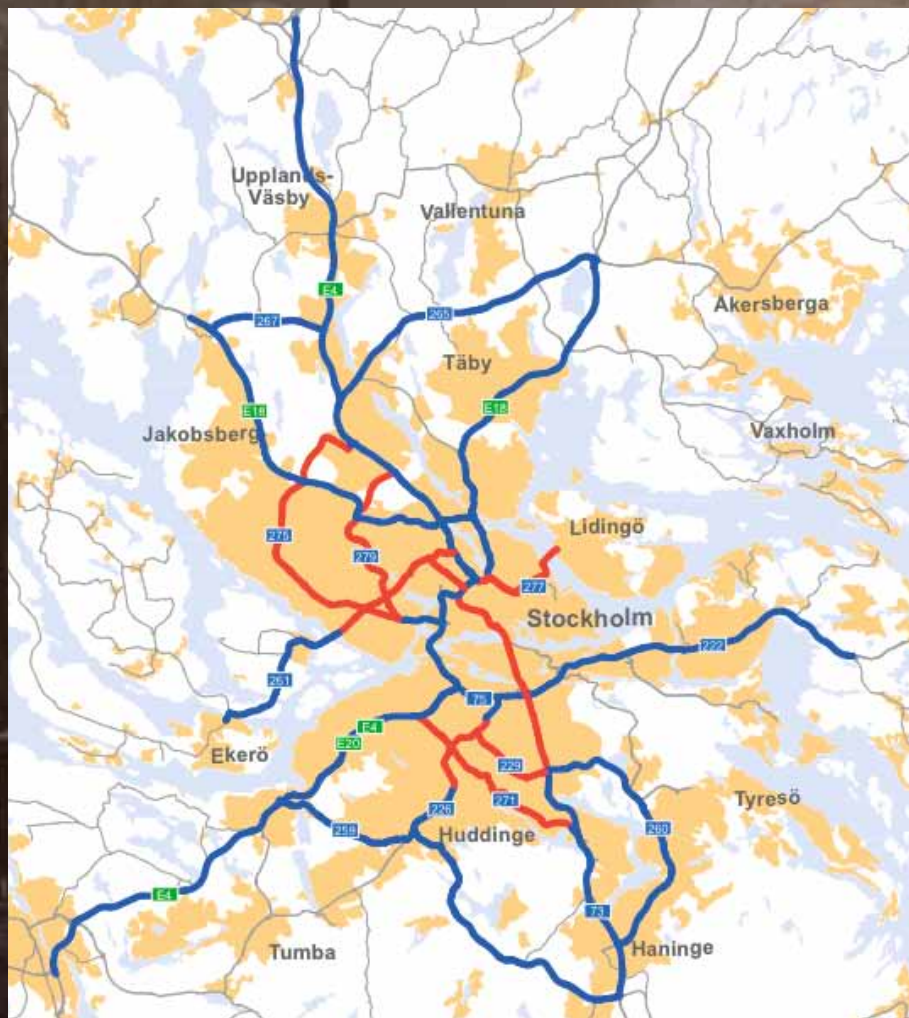 Upplands-
Väsby
Vallentuna
E4
Åkersberga
267
265
Täby
E18
E18
Jakobsberg
Vaxholm
Lidingö
275
279
277
Stockholm
222
261
75
E4
E20
Ekerö
229
271
226
Tyresö
259
Huddinge
260
E4
73
Tumba
Haninge